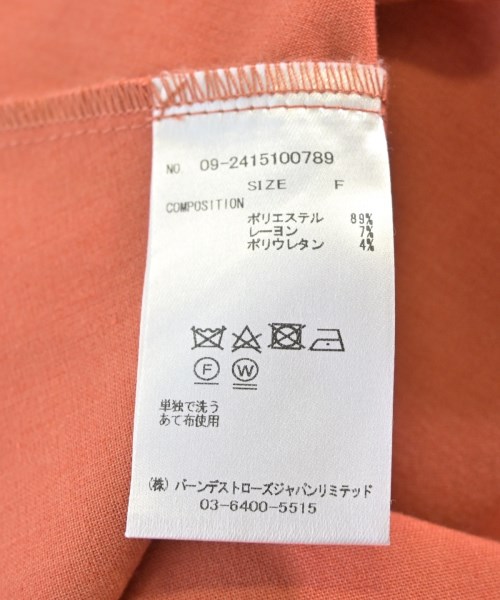 NO. 09-2415100789
SIZE F
COMPOSITION
ポリエステル 89%
レーヨン 7%
ポリウレタン 4%
F W
単独で洗う
あて布使用
(株) バーンデストローズジャパンリミテッド
03-6400-5515